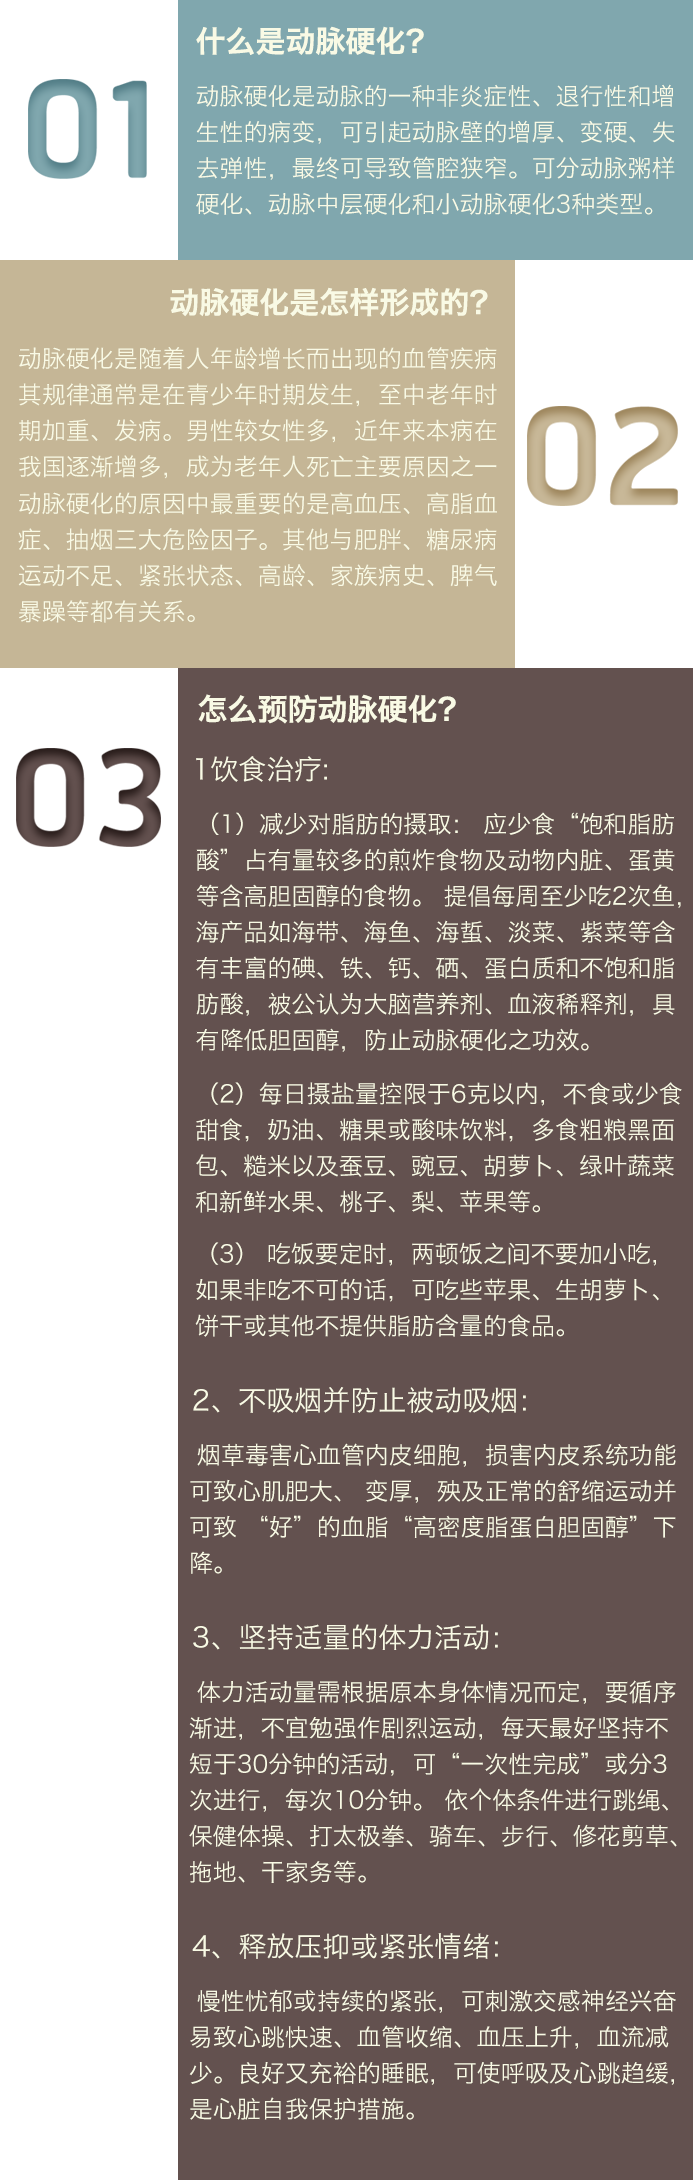 01
什么是动脉硬化?
动脉硬化是动脉的一种非炎症性、退行性和增
生性的病变，可引起动脉壁的增厚、变硬、失
去弹性，最终可导致管腔狭窄。可分动脉粥样
硬化、动脉中层硬化和小动脉硬化3种类型。
动脉硬化是怎样形成的?
动脉硬化是随着人年龄增长而出现的血管疾病
其规律通常是在青少年时期发生，至中老年时
期加重、发病。男性较女性多，近年来本病在
我国逐渐增多，成为老年人死亡主要原因之一
动脉硬化的原因中最重要的是高血压、高脂血
症、抽烟三大危险因子。其他与肥胖、糖尿病
运动不足、紧张状态、高龄、家族病史、脾气
暴躁等都有关系。
02
03
怎么预防动脉硬化?
1饮食治疗:
（1）减少对脂肪的摄取： 应少食“饱和脂肪
酸”占有量较多的煎炸食物及动物内脏、蛋黄
等含高胆固醇的食物。 提倡每周至少吃2次鱼,
海产品如海带、海鱼、海蜇、淡菜、紫菜等含
有丰富的碘、铁、钙、硒、蛋白质和不饱和脂
肪酸，被公认为大脑营养剂、血液稀释剂，具
有降低胆固醇，防止动脉硬化之功效。
（2）每日摄盐量控限于6克以内，不食或少食
甜食，奶油、糖果或酸味饮料，多食粗粮黑面
包、糙米以及蚕豆、豌豆、胡萝卜、绿叶蔬菜
和新鲜水果、桃子、梨、苹果等。
（3） 吃饭要定时，两顿饭之间不要加小吃，
如果非吃不可的话，可吃些苹果、生胡萝卜、
饼干或其他不提供脂肪含量的食品。
2、不吸烟并防止被动吸烟：
烟草毒害心血管内皮细胞，损害内皮系统功能
可致心肌肥大、 变厚，殃及正常的舒缩运动并
可致 “好”的血脂“高密度脂蛋白胆固醇”下
降。
3、坚持适量的体力活动：
体力活动量需根据原本身体情况而定，要循序
渐进，不宜勉强作剧烈运动，每天最好坚持不
短于30分钟的活动，可“一次性完成”或分3
次进行，每次10分钟。 依个体条件进行跳绳、
保健体操、打太极拳、骑车、步行、修花剪草、
拖地、干家务等。
4、释放压抑或紧张情绪：
慢性忧郁或持续的紧张，可刺激交感神经兴奋
易致心跳快速、血管收缩、血压上升，血流减
少。良好又充裕的睡眠，可使呼吸及心跳趋缓，
是心脏自我保护措施。